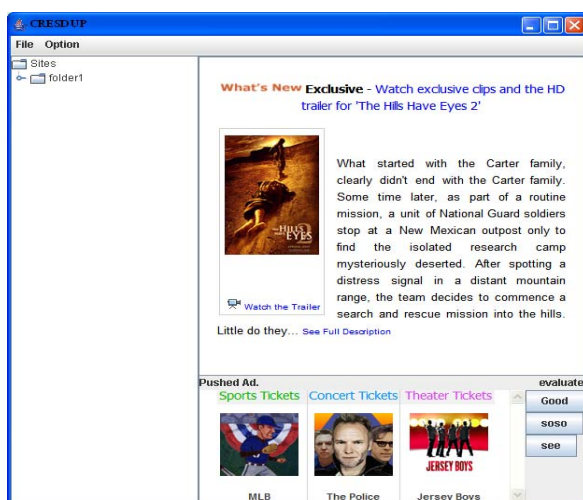 CRESDUP
File Option
Sites
folder1
What's New Exclusive - Watch exclusive clips and the HD
trailer for 'The Hills Have Eyes 2'
THE HILLS HAVE EYES 2
What started with the Carter family,
clearly didn't end with the Carter family.
Some time later, as part of a routine
mission, a unit of National Guard soldiers
stop at a New Mexican outpost only to
find the isolated research camp
mysteriously deserted. After spotting a
distress signal in a distant mountain
range, the team decides to commence a
search and rescue mission into the hills.
Watch the Trailer
Little do they... See Full Description
Pushed Ad. evaluate
Sports Tickets Concert Tickets Theater Tickets
Good
soso
see
JERSEY BOYS
MLB The Police Jersey Boys